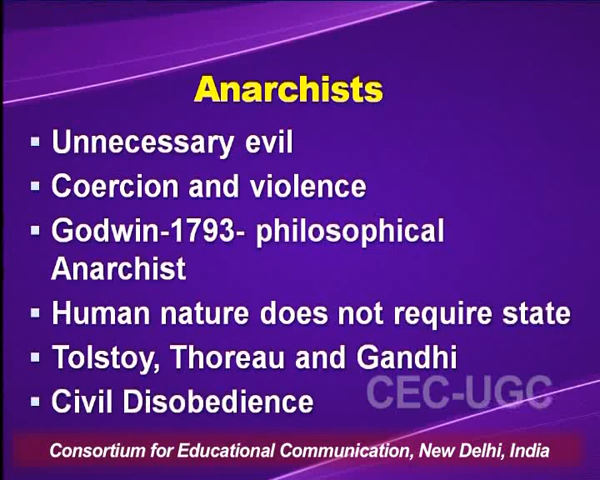 Anarchists
▪ Unnecessary evil
▪ Coercion and violence
▪ Godwin-1793- philosophical
Anarchist
▪ Human nature does not require state
▪ Tolstoy, Thoreau and Gandhi
▪ Civil Disobedience
CEC-UGC
Consortium for Educational Communication, New Delhi, India